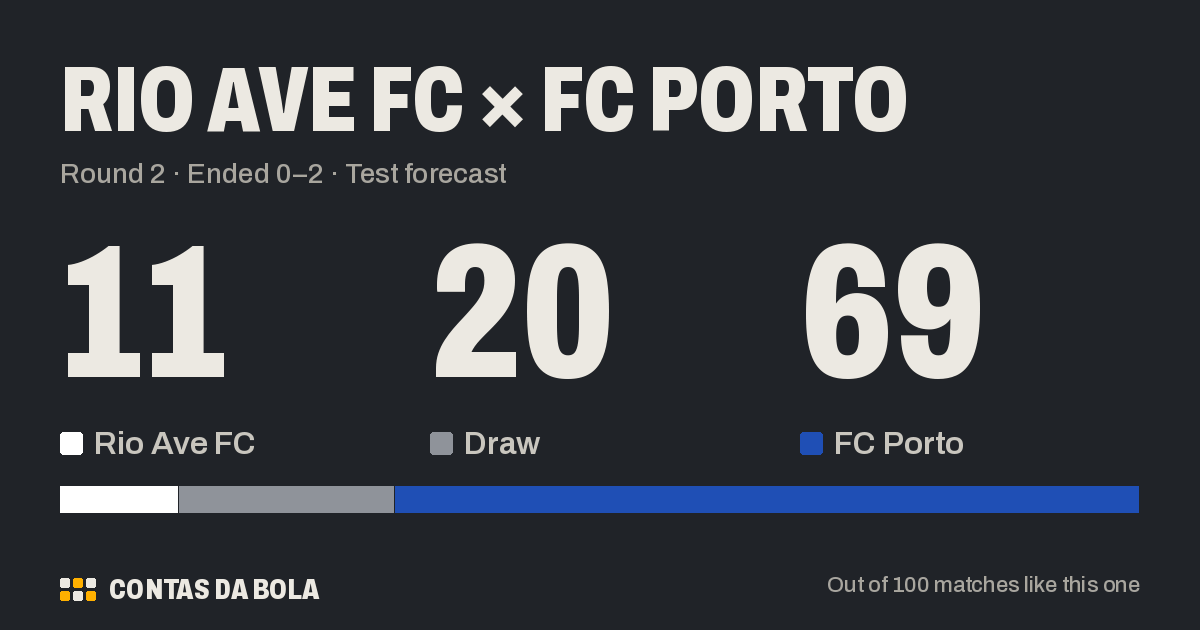 RIO AVE FC × FC PORTO
Round 2 · Ended 0–2 · Test forecast
11 20 69
Rio Ave FC Draw FC Porto
CONTAS DA BOLA
Out of 100 matches like this one